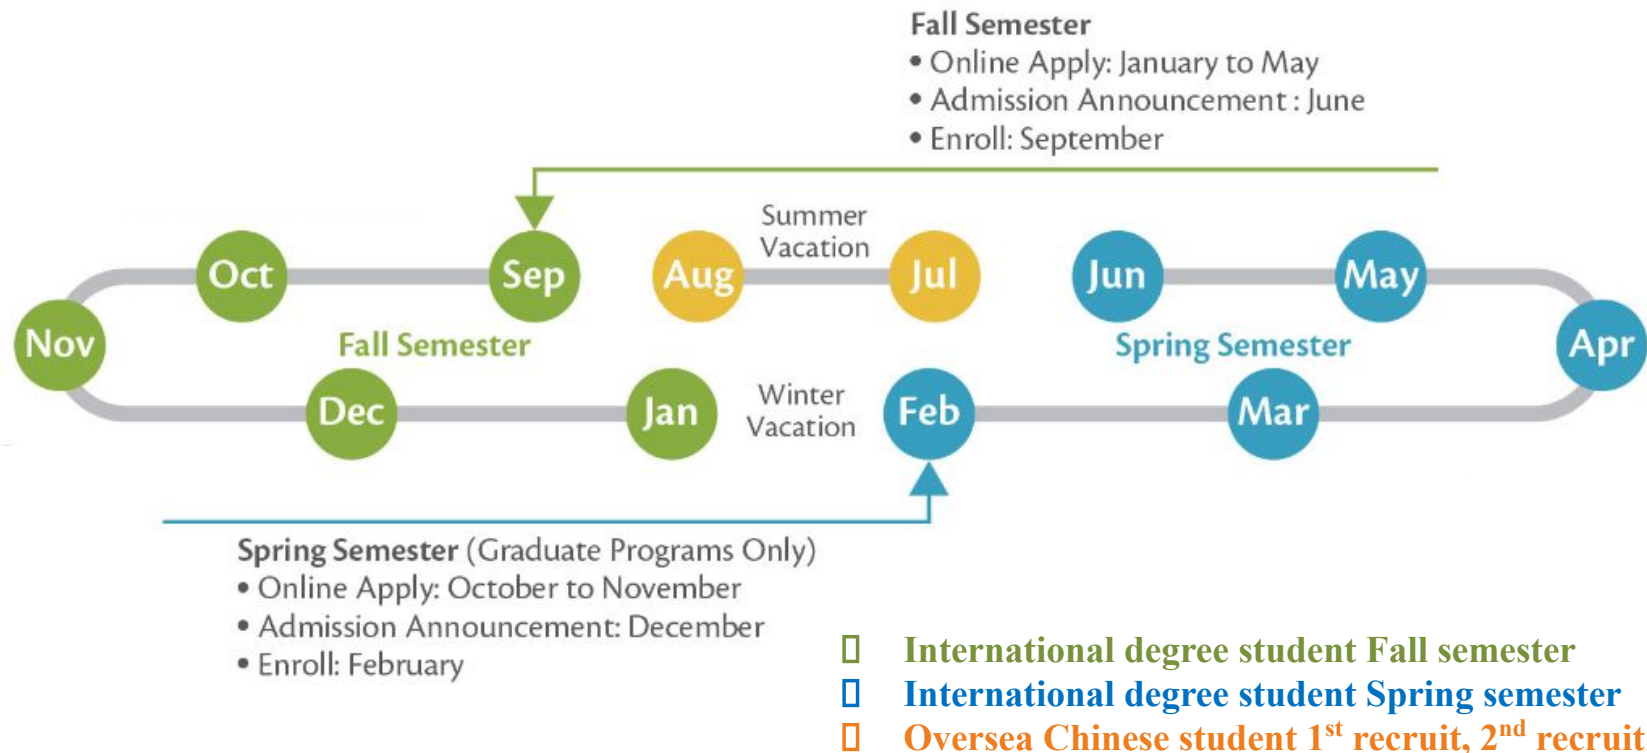 Fall Semester
• Online Apply: January to May
• Admission Announcement : June
• Enroll: September
Summer
Vacation
Oct
Sep
Aug
Jul
Jun
May
Nov
Fall Semester
Spring Semester
Apr
Dec
Jan
Winter
Vacation
Feb
Mar
Spring Semester (Graduate Programs Only)
• Online Apply: October to November
• Admission Announcement: December
• Enroll: February
International degree student Fall semester
International degree student Spring semester
Oversea Chinese student 1st recruit, 2nd recruit